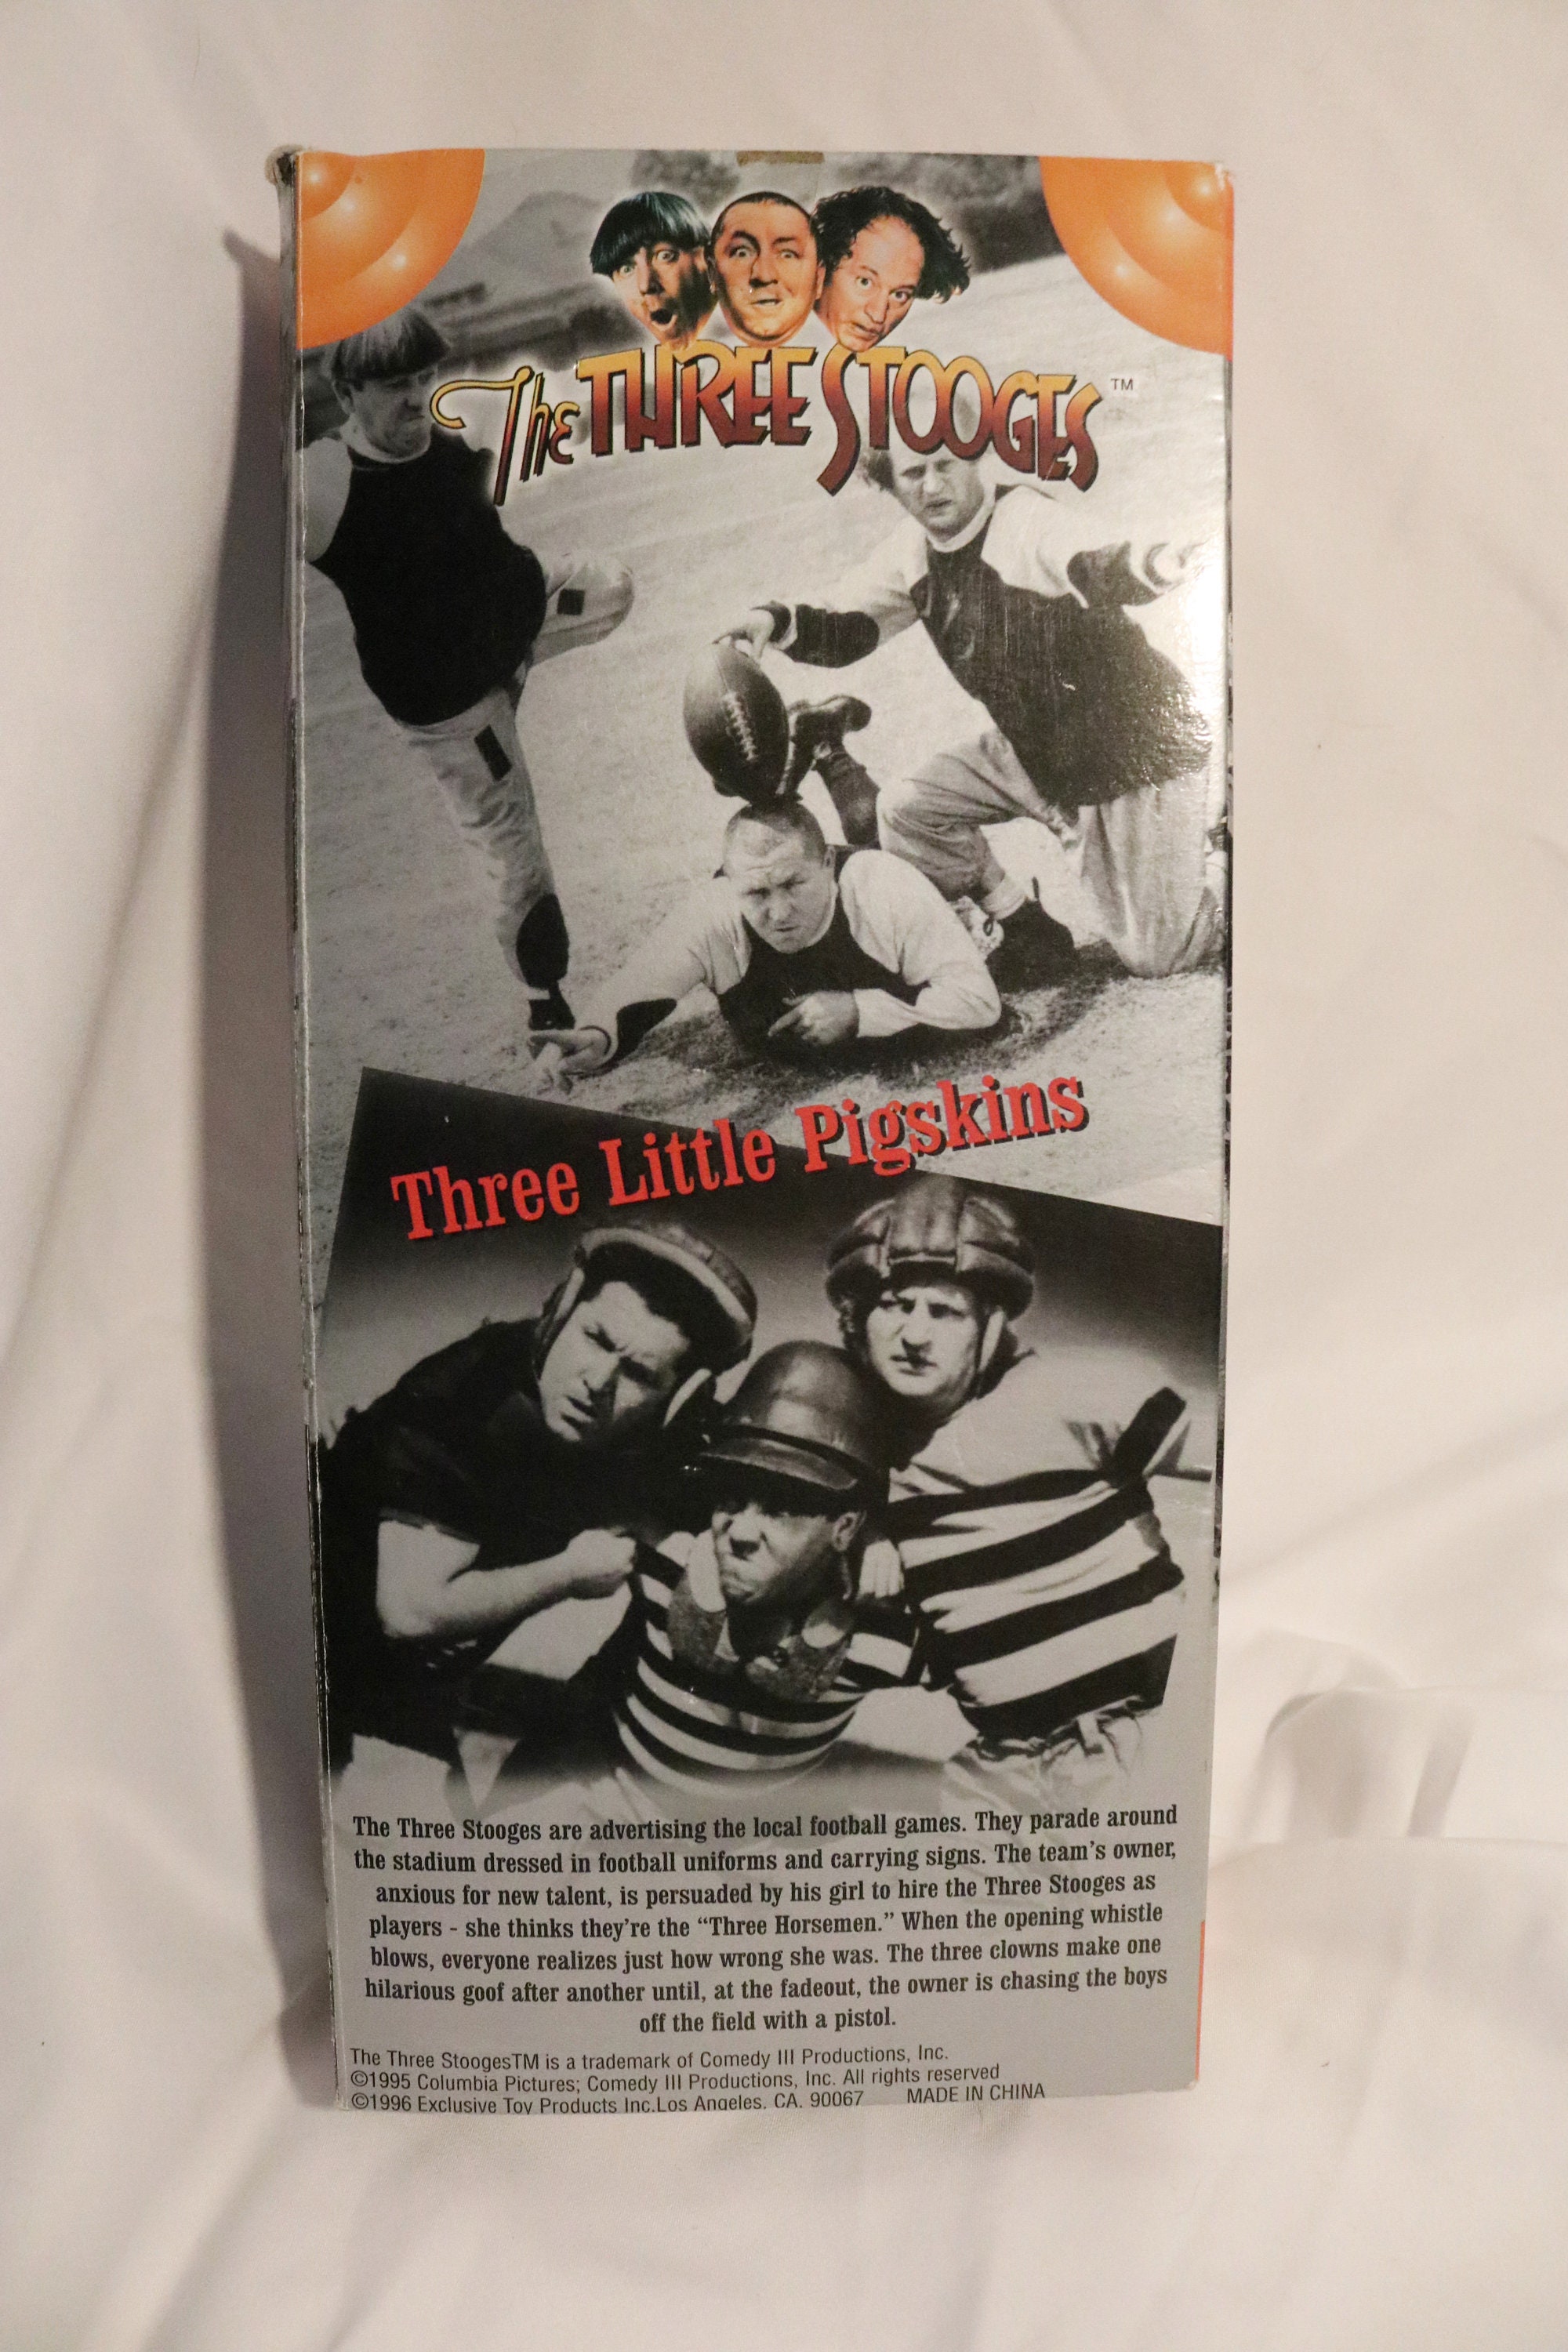 The THREE STOOGES™
Three Little Pigskins
The Three Stooges are advertising the local football games. They parade around
the stadium dressed in football uniforms and carrying signs. The team's owner,
anxious for new talent, is persuaded by his girl to hire the Three Stooges as
players - she thinks they're the “Three Horsemen.” When the opening whistle
blows, everyone realizes just how wrong she was. The three clowns make one
hilarious goof after another until, at the fadeout, the owner is chasing the boys
off the field with a pistol.
The Three StoogesTM is a trademark of Comedy III Productions, Inc.
©1995 Columbia Pictures; Comedy III Productions, Inc. All rights reserved
©1996 Exclusive Toy Products Inc.Los Angeles. CA. 90067 MADE IN CHINA